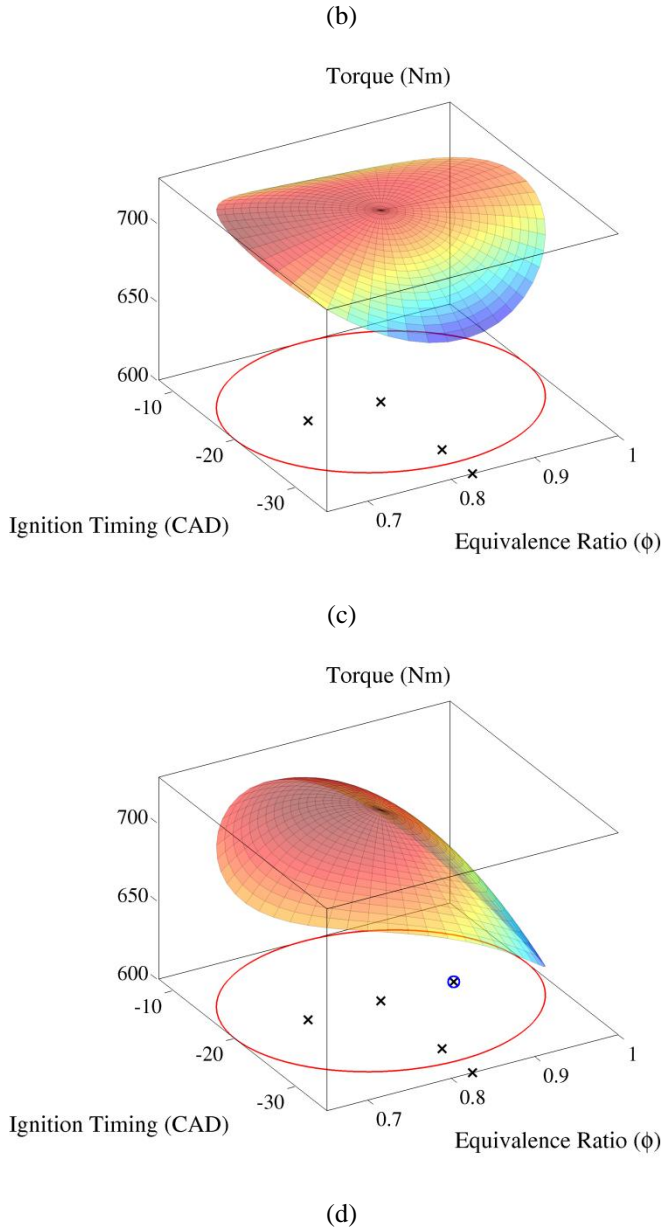 (b)
Torque (Nm)
700
650
600
-10
-20
-30
Ignition Timing (CAD)
0.7
0.8
0.9
1
Equivalence Ratio (ϕ)
(c)
Torque (Nm)
700
650
600
-10
-20
-30
Ignition Timing (CAD)
0.7
0.8
0.9
1
Equivalence Ratio (ϕ)
(d)